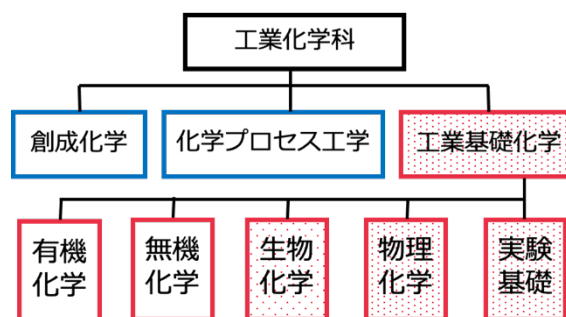 工業化学科
創成化学
化学プロセス工学
工業基礎化学
有機
化学
無機
化学
生物
化学
物理
化学
実験
基礎